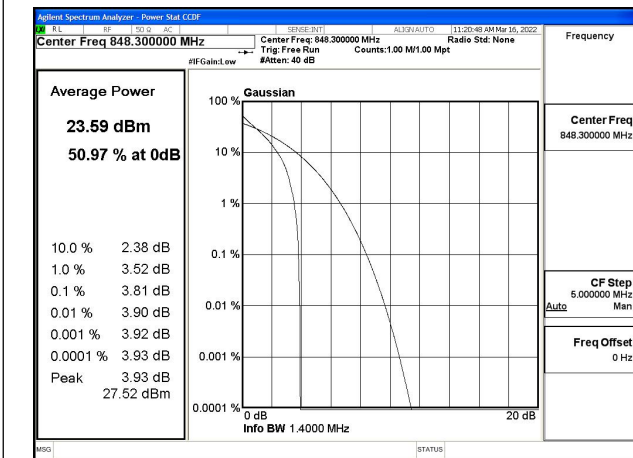 Agilent Spectrum Analyzer - Power Stat CCDF
RL RF 50 Ω AC SENSE:INT ALIGNAUTO 11:20:48 AM Mar 16, 2022
Center Freq 848.300000 MHz
Center Freq: 848.300000 MHz Radio Std: None
Trig: Free Run Counts:1.00 M/1.00 Mpt
#IFGain:Low #Atten: 40 dB
Frequency
Average Power
23.59 dBm
50.97 % at 0dB
10.0 % 2.38 dB
1.0 % 3.52 dB
0.1 % 3.81 dB
0.01 % 3.90 dB
0.001 % 3.92 dB
0.0001 % 3.93 dB
Peak 3.93 dB
27.52 dBm
Gaussian
100 %
10 %
1 %
0.1 %
0.01 %
0.001 %
0.0001 %
0 dB 20 dB
Info BW 1.4000 MHz
Center Freq
848.300000 MHz
CF Step
5.000000 MHz
Auto Man
Freq Offset
0 Hz
MSG STATUS